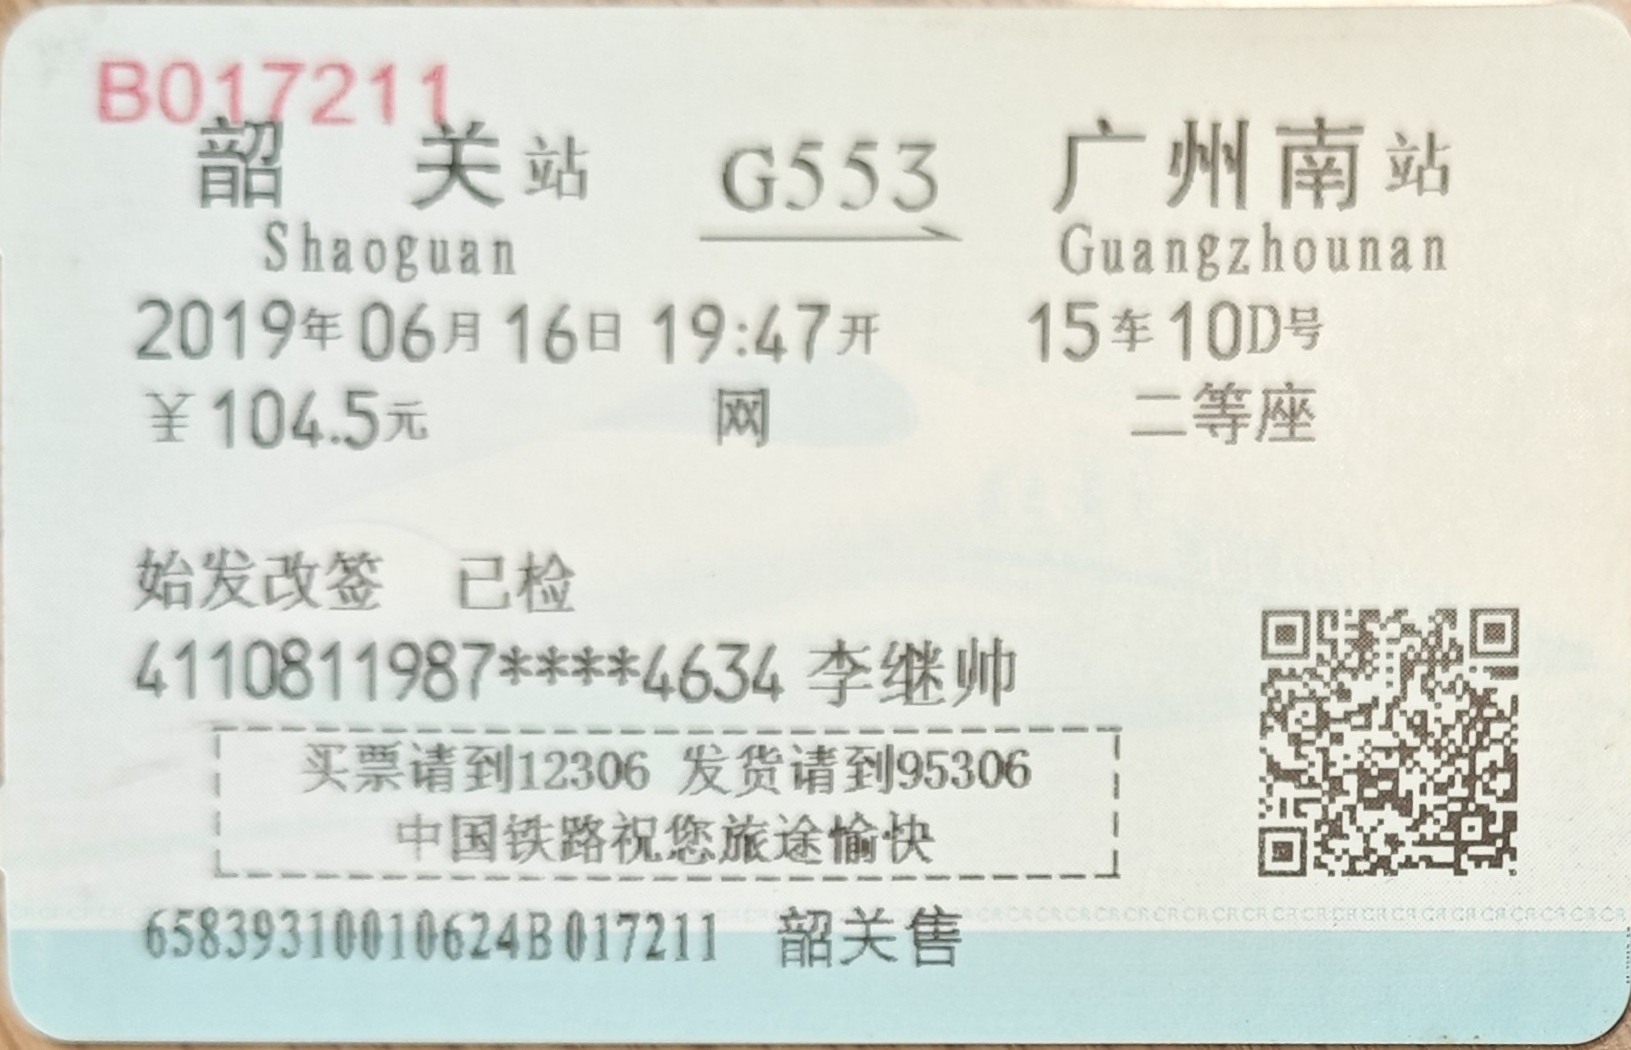 B017211
韶 关 站 G553 广州南站
Shaoguan Guangzhounan
2019年06月16日 19:47开 15车10D号
￥104.5元 网 二等座
始发改签 已检
4110811987****4634 李继帅
买票请到12306 发货请到95306
中国铁路祝您旅途愉快
65839310010624B017211 韶关售